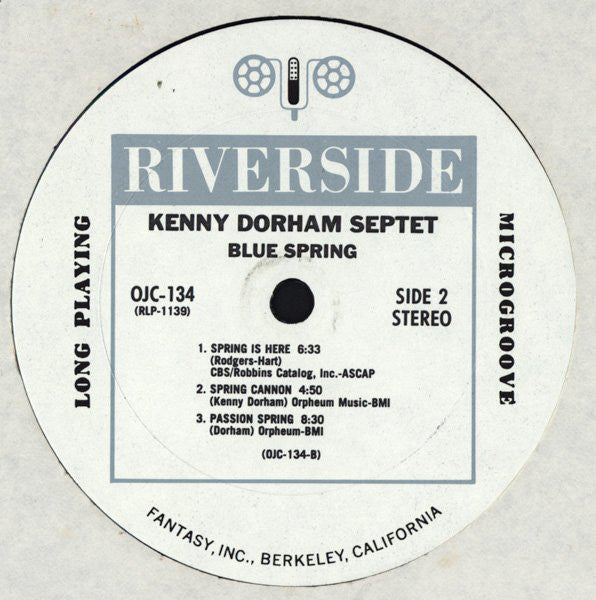 RIVERSIDE
KENNY DORHAM SEPTET
BLUE SPRING
LONG PLAYING
MICROGROOVE
OJC-134
(RLP-1139)
SIDE 2
STEREO
1. SPRING IS HERE 6:33
(Rodgers-Hart)
CBS/Robbins Catalog, Inc.-ASCAP
2. SPRING CANNON 4:50
(Kenny Dorham) Orpheum Music-BMI
3. PASSION SPRING 8:30
(Dorham) Orpheum-BMI
(OJC-134-B)
FANTASY, INC., BERKELEY, CALIFORNIA